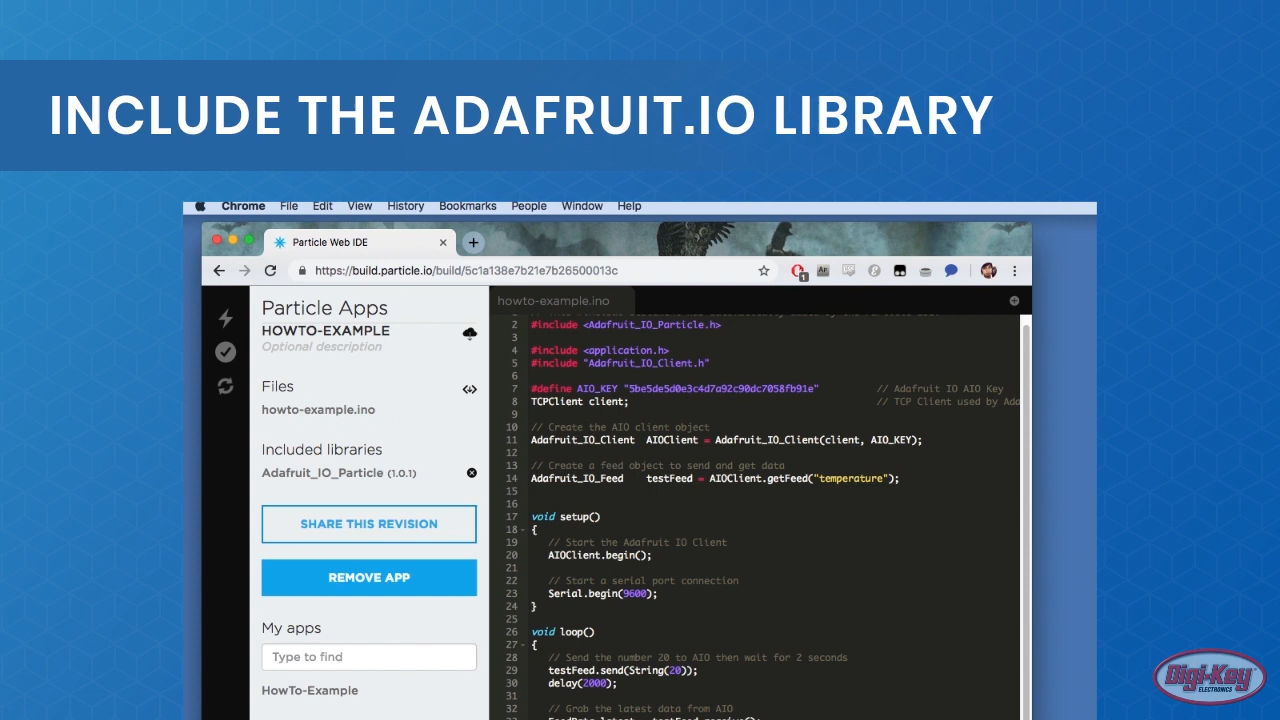 INCLUDE THE ADAFRUIT.IO LIBRARY
Chrome File Edit View History Bookmarks People Window Help
Particle Web IDE
https://build.particle.io/build/5c1a138e7b21e7b26500013c
1
Particle Apps
HOWTO-EXAMPLE
Optional description
Files
howto-example.ino
Included libraries
Adafruit_IO_Particle (1.0.1)
SHARE THIS REVISION
REMOVE APP
My apps
Type to find
HowTo-Example
howto-example.ino
2 #include <Adafruit_IO_Particle.h>
3
4 #include <application.h>
5 #include "Adafruit_IO_Client.h"
6
7 #define AIO_KEY "5be5de5d0e3c4d7a92c90dc7058fb91e" // Adafruit IO AIO Key
8 TCPClient client; // TCP Client used by Ada
9
10 // Create the AIO client object
11 Adafruit_IO_Client AIOClient = Adafruit_IO_Client(client, AIO_KEY);
12
13 // Create a feed object to send and get data
14 Adafruit_IO_Feed testFeed = AIOClient.getFeed("temperature");
15
16
17 void setup()
18 {
19 // Start the Adafruit IO Client
20 AIOClient.begin();
21
22 // Start a serial port connection
23 Serial.begin(9600);
24 }
25
26 void loop()
27 {
28 // Send the number 20 to AIO then wait for 2 seconds
29 testFeed.send(String(20));
30 delay(2000);
31
32 // Grab the latest data from AIO
Digi-Key
ELECTRONICS